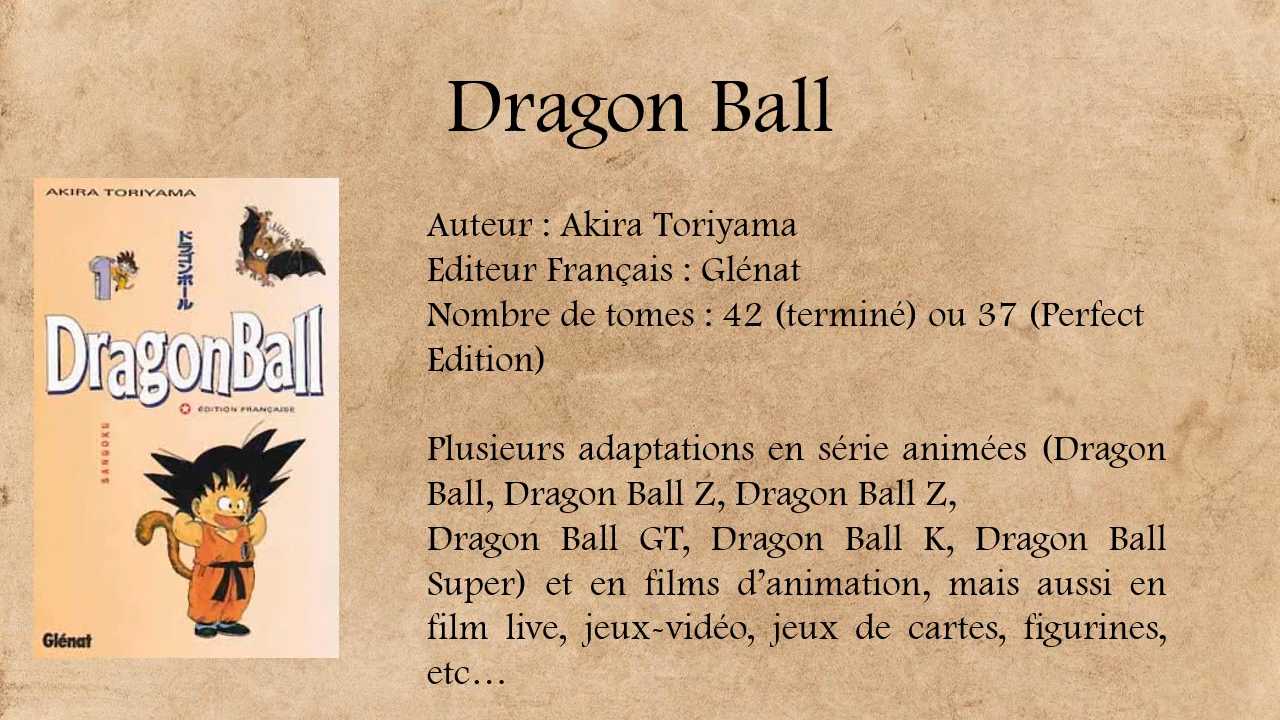 Dragon Ball
AKIRA TORIYAMA
1
ドラゴンボール
DragonBall
ÉDITION FRANÇAISE
SANGOKU
Glénat
Auteur : Akira Toriyama
Editeur Français : Glénat
Nombre de tomes : 42 (terminé) ou 37 (Perfect
Edition)
Plusieurs adaptations en série animées (Dragon
Ball, Dragon Ball Z, Dragon Ball Z,
Dragon Ball GT, Dragon Ball K, Dragon Ball
Super) et en films d’animation, mais aussi en
film live, jeux-vidéo, jeux de cartes, figurines,
etc…